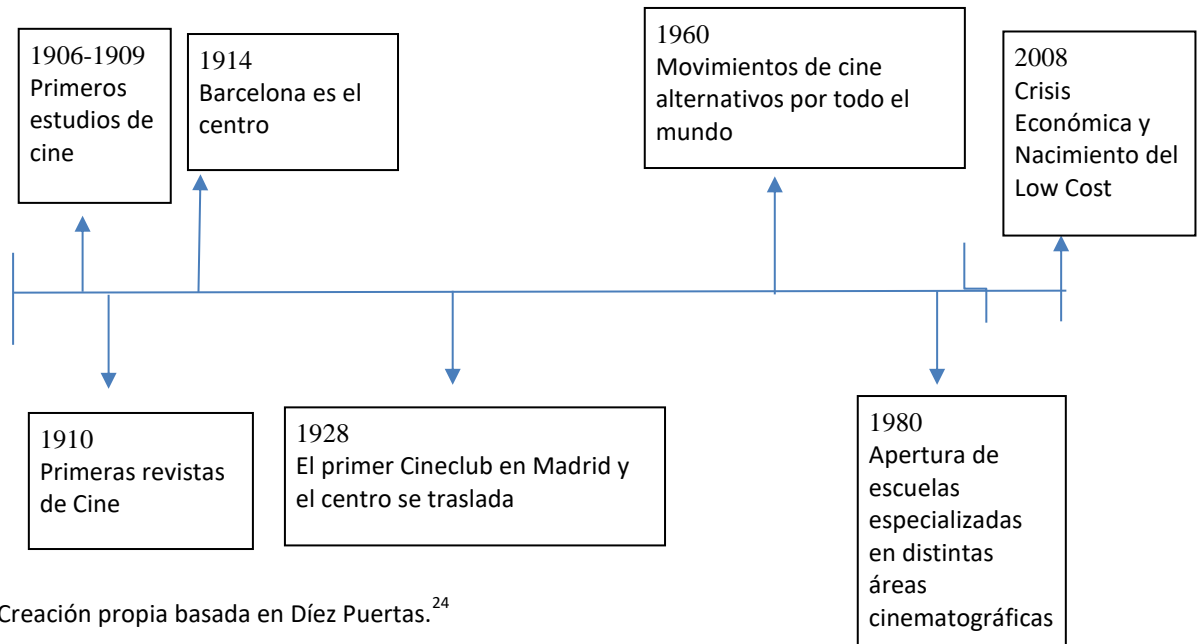 1906-1909
Primeros
estudios de
cine
1914
Barcelona es el
centro
1960
Movimientos de cine
alternativos por todo el
mundo
2008
Crisis
Económica y
Nacimiento del
Low Cost
1910
Primeras revistas
de Cine
1928
El primer Cineclub en Madrid y
el centro se traslada
1980
Apertura de
escuelas
especializadas
en distintas
áreas
cinematográficas
Creación propia basada en Díez Puertas.24